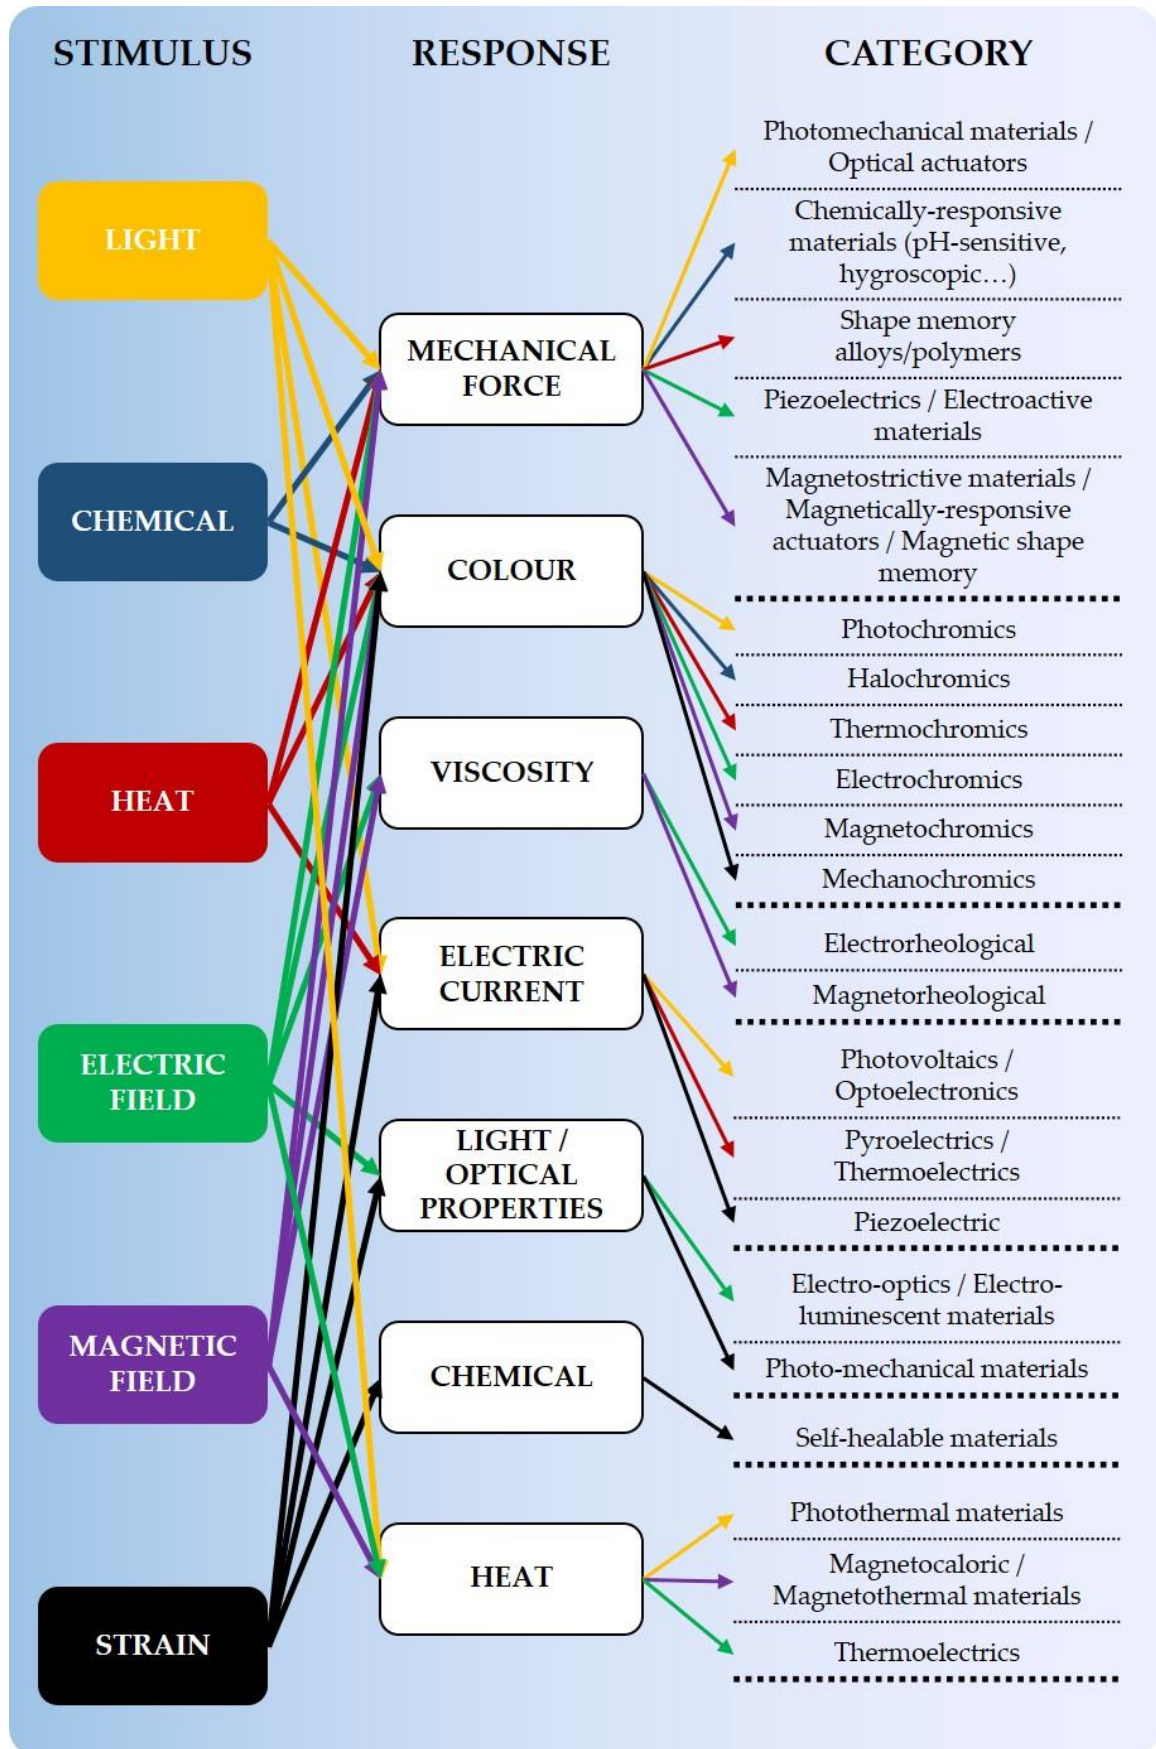 STIMULUS
RESPONSE
CATEGORY
LIGHT
CHEMICAL
HEAT
ELECTRIC
FIELD
MAGNETIC
FIELD
STRAIN
MECHANICAL
FORCE
COLOUR
VISCOSITY
ELECTRIC
CURRENT
LIGHT /
OPTICAL
PROPERTIES
CHEMICAL
HEAT
Photomechanical materials /
Optical actuators
Chemically-responsive
materials (pH-sensitive,
hygroscopic…)
Shape memory
alloys/polymers
Piezoelectrics / Electroactive
materials
Magnetostrictive materials /
Magnetically-responsive
actuators / Magnetic shape
memory
Photochromics
Halochromics
Thermochromics
Electrochromics
Magnetochromics
Mechanochromics
Electrorheological
Magnetorheological
Photovoltaics /
Optoelectronics
Pyroelectrics /
Thermoelectrics
Piezoelectric
Electro-optics / Electro-
luminescent materials
Photo-mechanical materials
Self-healable materials
Photothermal materials
Magnetocaloric /
Magnetothermal materials
Thermoelectrics